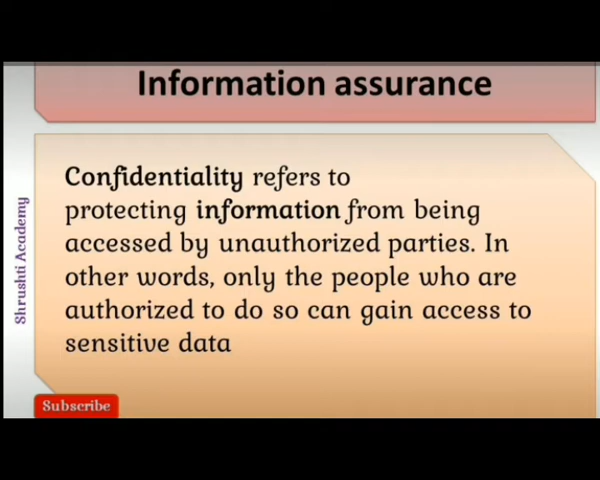 Information assurance
Confidentiality refers to
protecting information from being
accessed by unauthorized parties. In
other words, only the people who are
authorized to do so can gain access to
sensitive data
Shrushti Academy
Subscribe